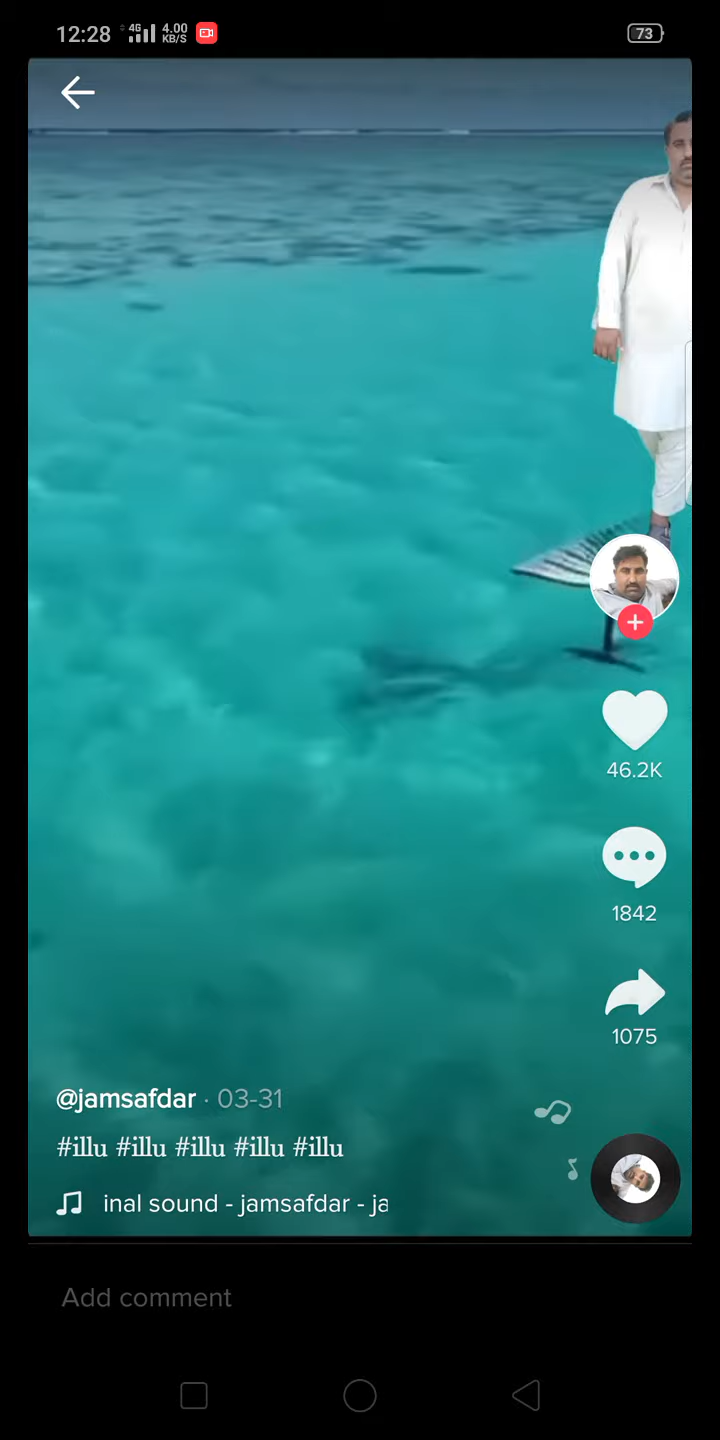 12:28 4G 4.00 KB/S 73
46.2K
1842
1075
@jamsafdar · 03-31
#illu #illu #illu #illu #illu
inal sound - jamsafdar - ja
Add comment